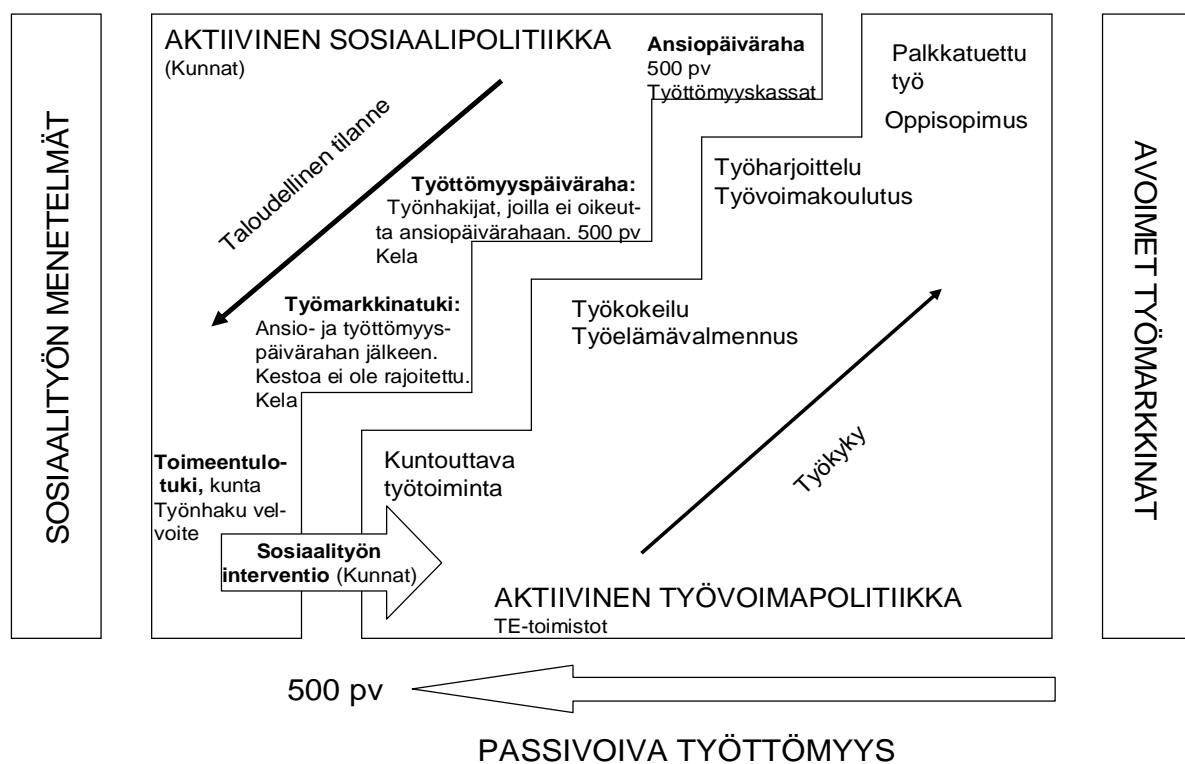 SOSIAALITYÖN MENETELMÄT
AKTIIVINEN SOSIAALIPOLITIIKKA
(Kunnat)
Taloudellinen tilanne
Ansiopäiväraha
500 pv
Työttömyyskassat
Työttömyyspäiväraha:
Työnhakijat, joilla ei oikeut-
ta ansiopäivärahaan. 500 pv
Kela
Työmarkkinatuki:
Ansio- ja työttömyys-
päivärahan jälkeen.
Kestoa ei ole rajoitettu.
Kela
Toimeentulo-
tuki, kunta
Työnhaku vel-
voite
Sosiaalityön
interventio (Kunnat)
Palkkatuettu
työ
Oppisopimus
Työharjoittelu
Työvoimakoulutus
Työkokeilu
Työelämävalmennus
Kuntouttava
työtoiminta
Työkyky
AKTIIVINEN TYÖVOIMAPOLITIIKKA
TE-toimistot
AVOIMET TYÖMARKKINAT
500 pv
PASSIVOIVA TYÖTTÖMYYS